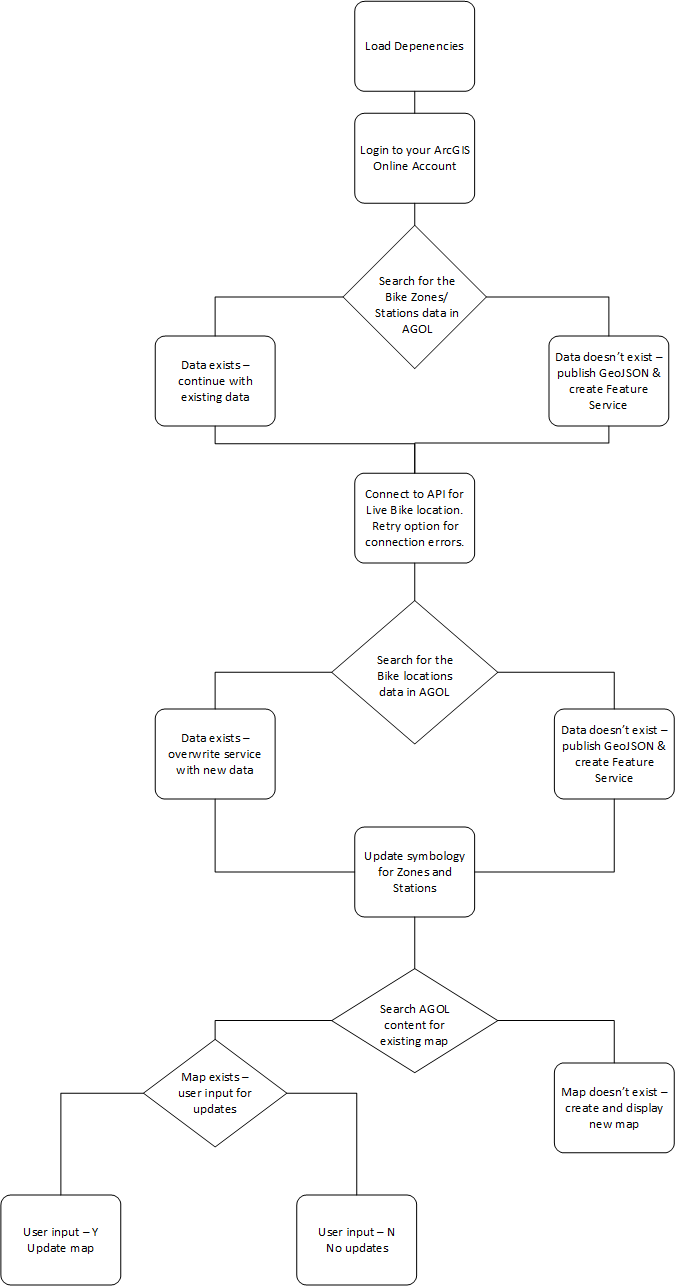 Load Depenencies
Login to your ArcGIS
Online Account
Search for the
Bike Zones/
Stations data in
AGOL
Data exists –
continue with
existing data
Data doesn't exist –
publish GeoJSON &
create Feature
Service
Connect to API for
Live Bike location.
Retry option for
connection errors.
Search for the
Bike locations
data in AGOL
Data exists –
overwrite service
with new data
Data doesn't exist –
publish GeoJSON &
create Feature
Service
Update symbology
for Zones and
Stations
Search AGOL
content for
existing map
Map exists –
user input for
updates
Map doesn't exist –
create and display
new map
User input – Y
Update map
User input – N
No updates